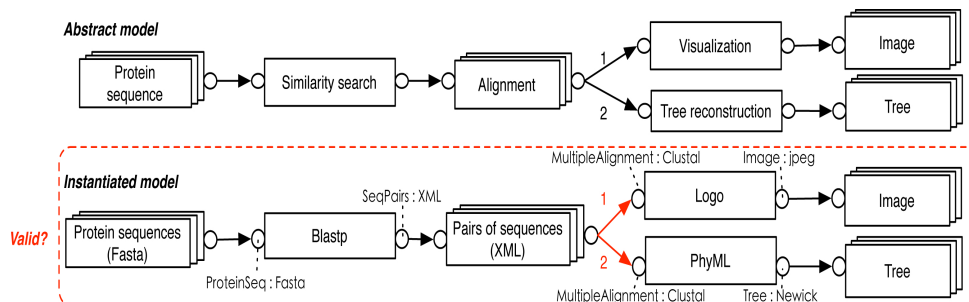 Abstract model
Protein
sequence
Similarity search
Alignment
1
2
Visualization
Tree reconstruction
Image
Tree
Valid?
Instantiated model
Protein sequences
(Fasta)
ProteinSeq : Fasta
Blastp
SeqPairs : XML
Pairs of sequences
(XML)
1
2
MultipleAlignment : Clustal
Image : jpeg
Logo
Image
PhyML
MultipleAlignment : Clustal
Tree : Newick
Tree